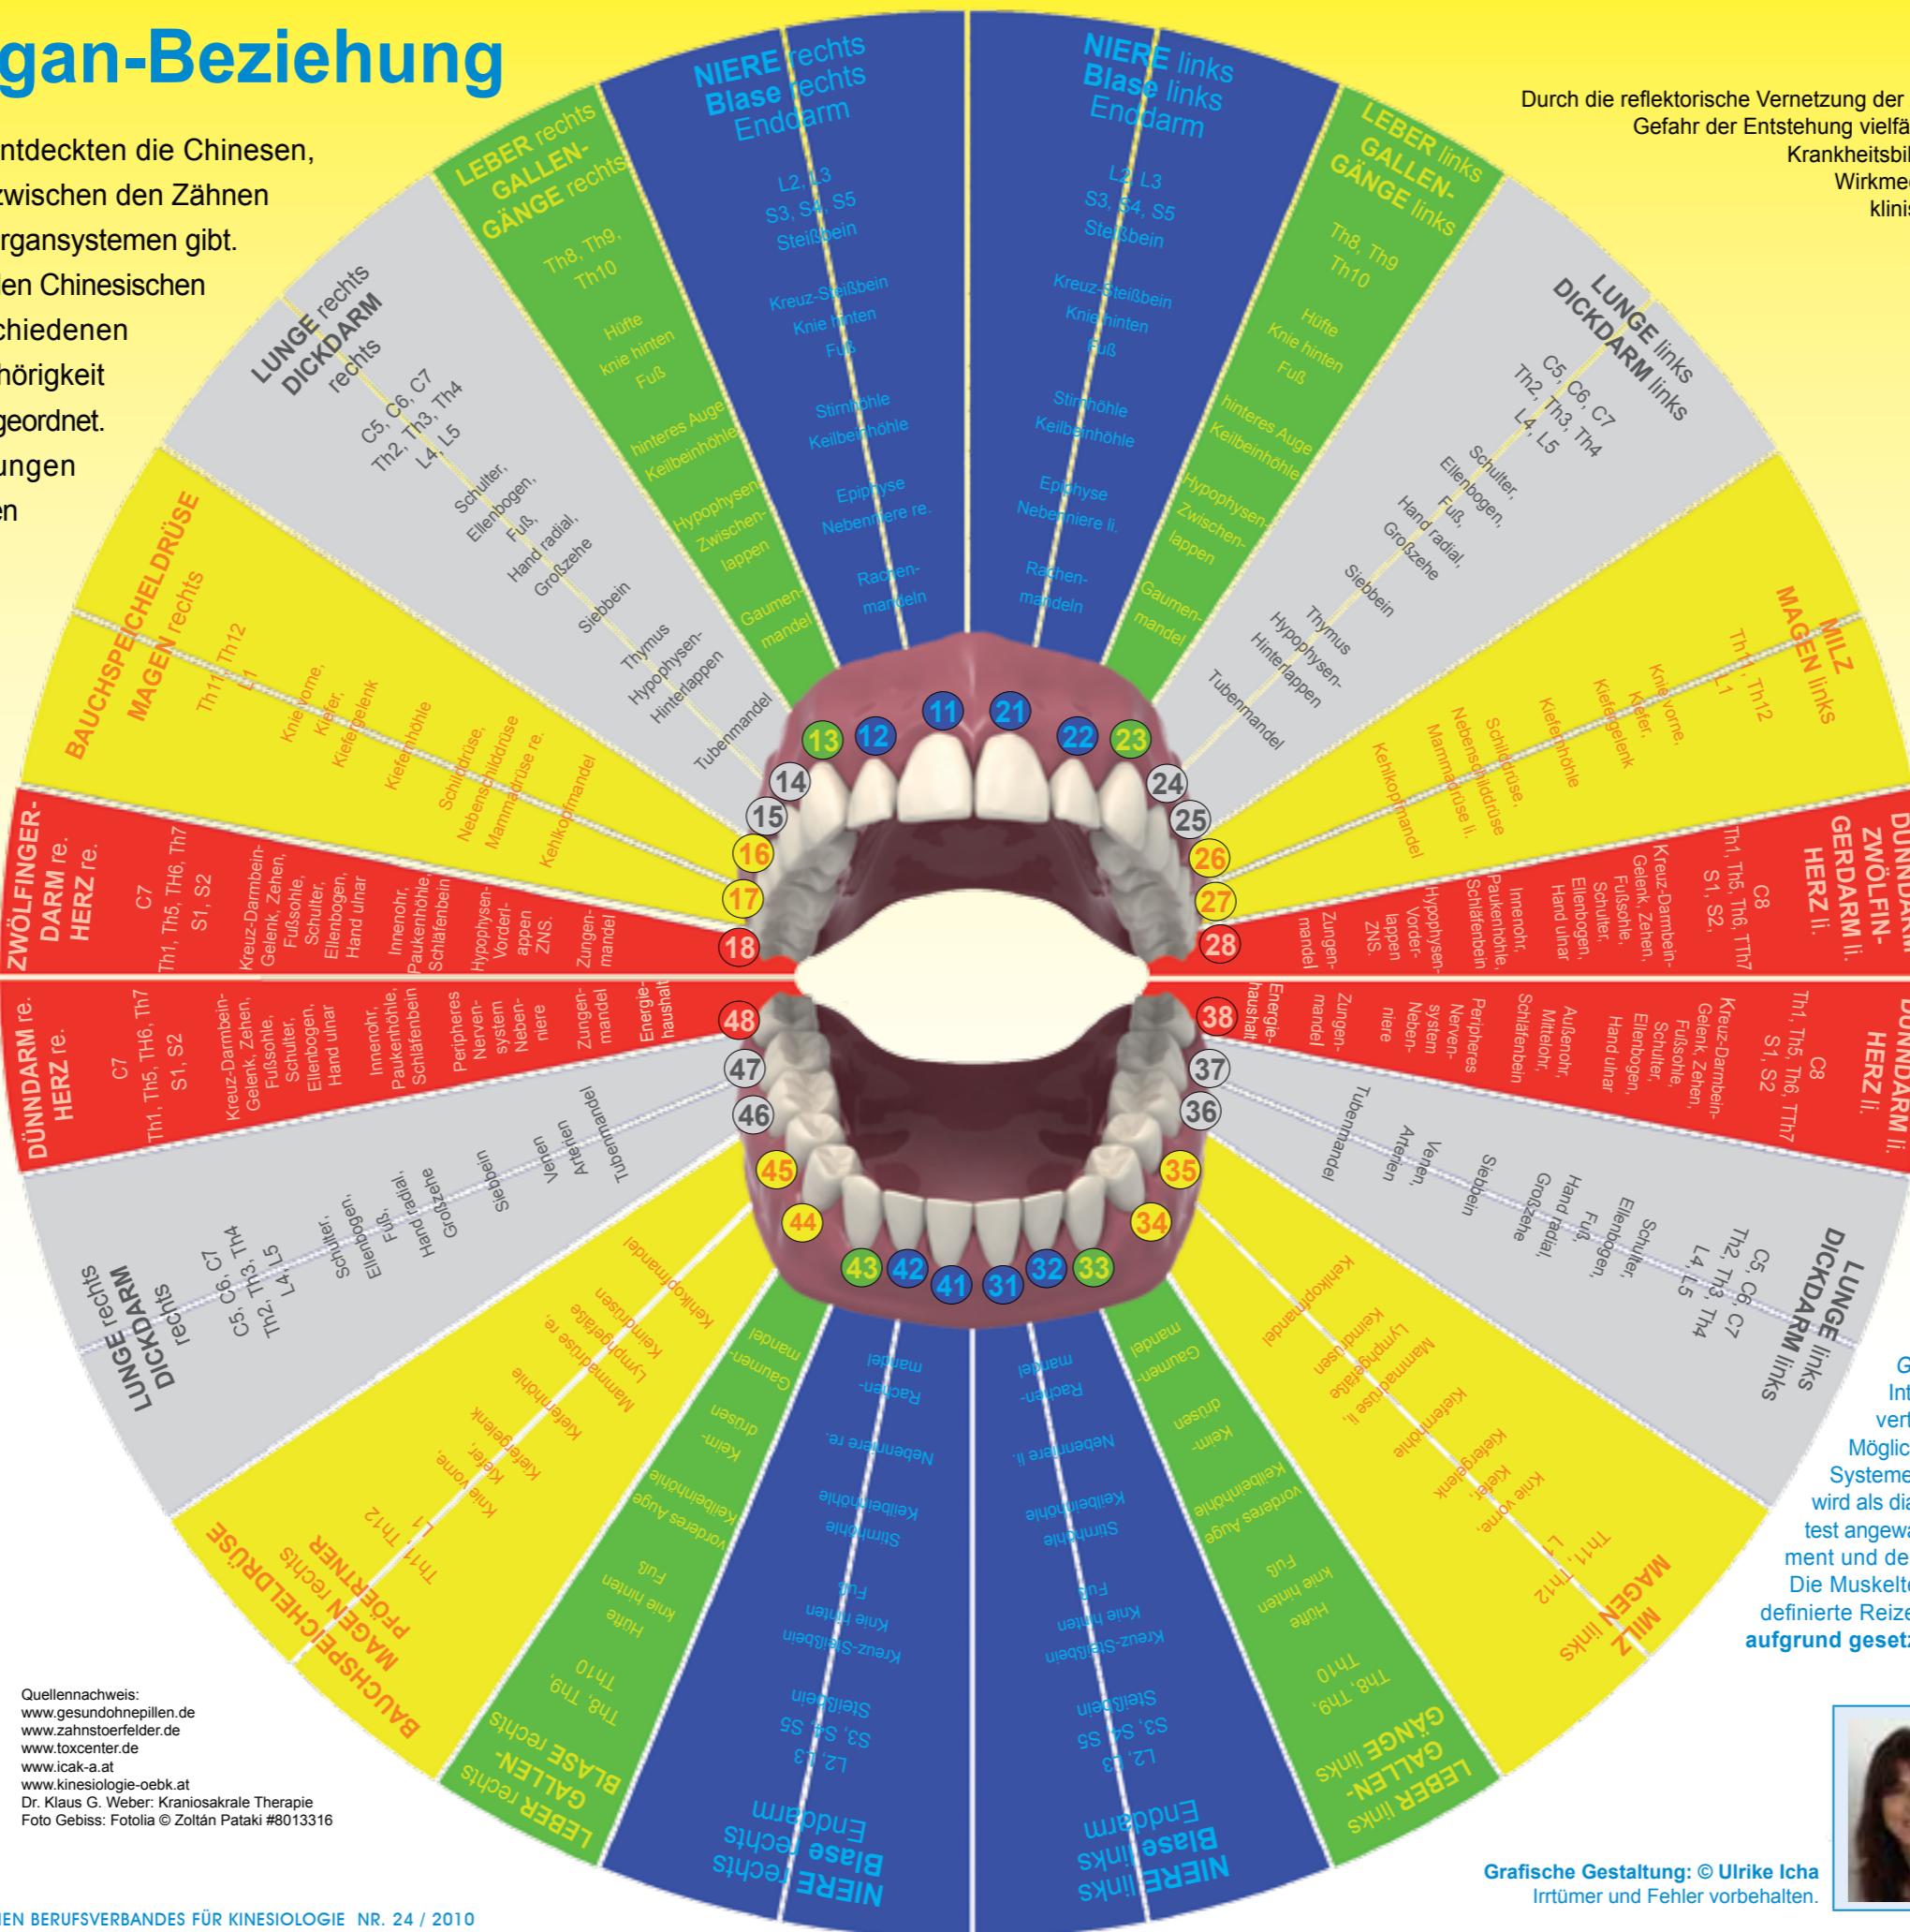 gan-Beziehung
ntdeckten die Chinesen,
zwischen den Zähnen
rgansystemen gibt.
len Chinesischen
chiedenen
hörigkeit
geordnet.
ungen
en
Durch die reflektorische Vernetzung der
Gefahr der Entstehung vielfä
Krankheitsbil
Wirkmec
klinis
NIERE rechts
Blase rechts
Enddarm
L2, L3
S3, S4, S5
Steißbein
Kreuz-Steißbein
Knie hinten
Fuß
Stirnhöhle
Keilbeinhöhle
Epiphyse
Nebenniere re.
Rachen-
mandeln
NIERE links
Blase links
Enddarm
L2, L3
S3, S4, S5
Steißbein
Kreuz-Steißbein
Knie hinten
Fuß
Stirnhöhle
Keilbeinhöhle
Epiphyse
Nebenniere li.
Rachen-
mandeln
LEBER rechts
GALLEN-
GÄNGE rechts
Th8, Th9,
Th10
Hüfte
knie hinten
Fuß
hinteres Auge
Keilbeinhöhle
Hypophysen
Zwischen-
lappen
Gaumen-
mandel
LEBER links
GALLEN-
GÄNGE links
Th8, Th9
Th10
Hüfte
Knie hinten
Fuß
hinteres Auge
Keilbeinhöhle
Hypophysen-
Zwischen-
lappen
Gaumen-
mandel
LUNGE rechts
DICKDARM
rechts
C5, C6, C7
Th2, Th3, Th4
L4, L5
Schulter,
Ellenbogen,
Fuß,
Hand radial,
Großzehe
Siebbein
Thymus
Hypophysen-
Hinterlappen
Tubenmandel
LUNGE links
DICKDARM links
C5, C6, C7
Th2, Th3, Th4
L4, L5
Schulter,
Ellenbogen,
Fuß,
Hand radial,
Großzehe
Siebbein
Thymus
Hypophysen-
Hinterlappen
Tubenmandel
BAUCHSPEICHELDRÜSE
MAGEN rechts
Th11, Th12
L1
Knie vorne,
Kiefer,
Kiefergelenk
Kiefernhöhle
Schilddrüse,
Nebenschilddrüse
Mammadrüse re.
Kehlkopfmandel
MILZ
MAGEN links
Th11, Th12
L1
Knie vorne,
Kiefer,
Kiefergelenk
Kiefernhöhle
Schilddrüse,
Nebenschilddrüse
Mammadrüse li.
Kehlkopfmandel
ZWÖLFINGER-
DARM re.
HERZ re.
C7
Th1, Th5, TH6, Th7
S1, S2
Kreuz-Darmbein-
Gelenk, Zehen,
Fußsohle,
Schulter,
Ellenbogen,
Hand ulnar
Innenohr,
Paukenhöhle,
Schläfenbein
Hypophysen-
Vorderl-
appen
ZNS.
Zungen-
mandel
DÜNNDARM
ZWÖLFIN-
GERDARM li.
HERZ li.
C8
Th1, Th5, Th6, TTh7
S1, S2,
Kreuz-Darmbein-
Gelenk, Zehen,
Fußsohle,
Schulter,
Ellenbogen,
Hand ulnar
Innenohr,
Paukenhöhle,
Schläfenbein
Hypophysen-
Vorder-
lappen
ZNS.
Zungen-
mandel
11
21
12
22
13
23
14
24
15
25
16
26
17
27
18
28
48
38
47
37
46
36
45
35
44
34
43
42
41
31
32
33
DÜNNDARM re.
HERZ re.
C7
Th1, Th5, TH6, Th7
S1, S2
Kreuz-Darmbein-
Gelenk, Zehen,
Fußsohle,
Schulter,
Ellenbogen,
Hand ulnar
Innenohr,
Paukenhöhle,
Schläfenbein
Peripheres
Nerven-
system
Neben-
niere
Zungen-
mandel
Energie-
haushalt
DÜNNDARM li.
HERZ li.
C8
Th1, Th5, Th6, TTh7
S1, S2
Kreuz-Darmbein-
Gelenk, Zehen,
Fußsohle,
Schulter,
Ellenbogen,
Hand ulnar
Außenohr,
Mittelohr,
Schläfenbein
Peripheres
Nerven-
system
Neben-
niere
Zungen-
mandel
Energie-
haushalt
LUNGE rechts
DICKDARM
rechts
C5, C6, C7
Th2, Th3, Th4
L4, L5
Schulter,
Ellenbogen,
Fuß,
Hand radial,
Großzehe
Siebbein
Venen
Arterien
Tubenmandel
LUNGE links
DICKDARM links
C5, C6, C7
Th2, Th3, Th4
L4, L5
Schulter,
Ellenbogen,
Fuß,
Hand radial,
Großzehe
Siebbein
Venen,
Arterien
Tubenmandel
BAUCHSPEICHELDRÜSE
MAGEN rechts
PFÖERTNER
Th11, Th12
L1
Knie vorne,
Kiefer,
Kiefergelenk
Kiefernhöhle
Mammadrüse re,
Lymphgefäße
Keimdrüsen
Kehlkopfmandel
MILZ
MAGEN links
Th11, Th12
L1
Knie vorne,
Kiefer,
Kiefergelenk
Kiefernhöhle
Mammadrüse li,
Lymphgefäße
Keimdrüsen
Kehlkopfmandel
LEBER rechts
GALLEN-
BLASE rechts
Th8, Th9,
Th10
Hüfte
knie hinten
Fuß
vorderes Auge
Keilbeinhöhle
Keim-
drüsen
Gaumen-
mandel
LEBER links
GALLEN-
GÄNGE links
Th8, Th9,
Th10
Hüfte
knie hinten
Fuß
vorderes Auge
Keilbeinhöhle
Keim-
drüsen
Gaumen-
mandel
NIERE rechts
Blase rechts
Enddarm
L2, L3
S3, S4, S5
Steißbein
Kreuz-Steißbein
Knie hinten
Fuß
Stirnhöhle
Keilbeinhöhle
Nebenniere re.
Rachen-
mandel
NIERE links
Blase links
Enddarm
L2, L3
S3, S4, S5
Steißbein
Kreuz-Steißbein
Knie hinten
Fuß
Stirnhöhle
Keilbeinhöhle
Nebenniere li.
Rachen-
mandel
G
Int
vert
Möglic
Systeme
wird als dia
test angewa
ment und de
Die Muskelte
definierte Reize
aufgrund gesetz
Quellennachweis:
www.gesundohnepillen.de
www.zahnstoerfelder.de
www.toxcenter.de
www.icak-a.at
www.kinesiologie-oebk.at
Dr. Klaus G. Weber: Kraniosakrale Therapie
Foto Gebiss: Fotolia © Zoltán Pataki #8013316
Grafische Gestaltung: © Ulrike Icha
Irrtümer und Fehler vorbehalten.
HEN BERUFSVERBANDES FÜR KINESIOLOGIE NR. 24 / 2010